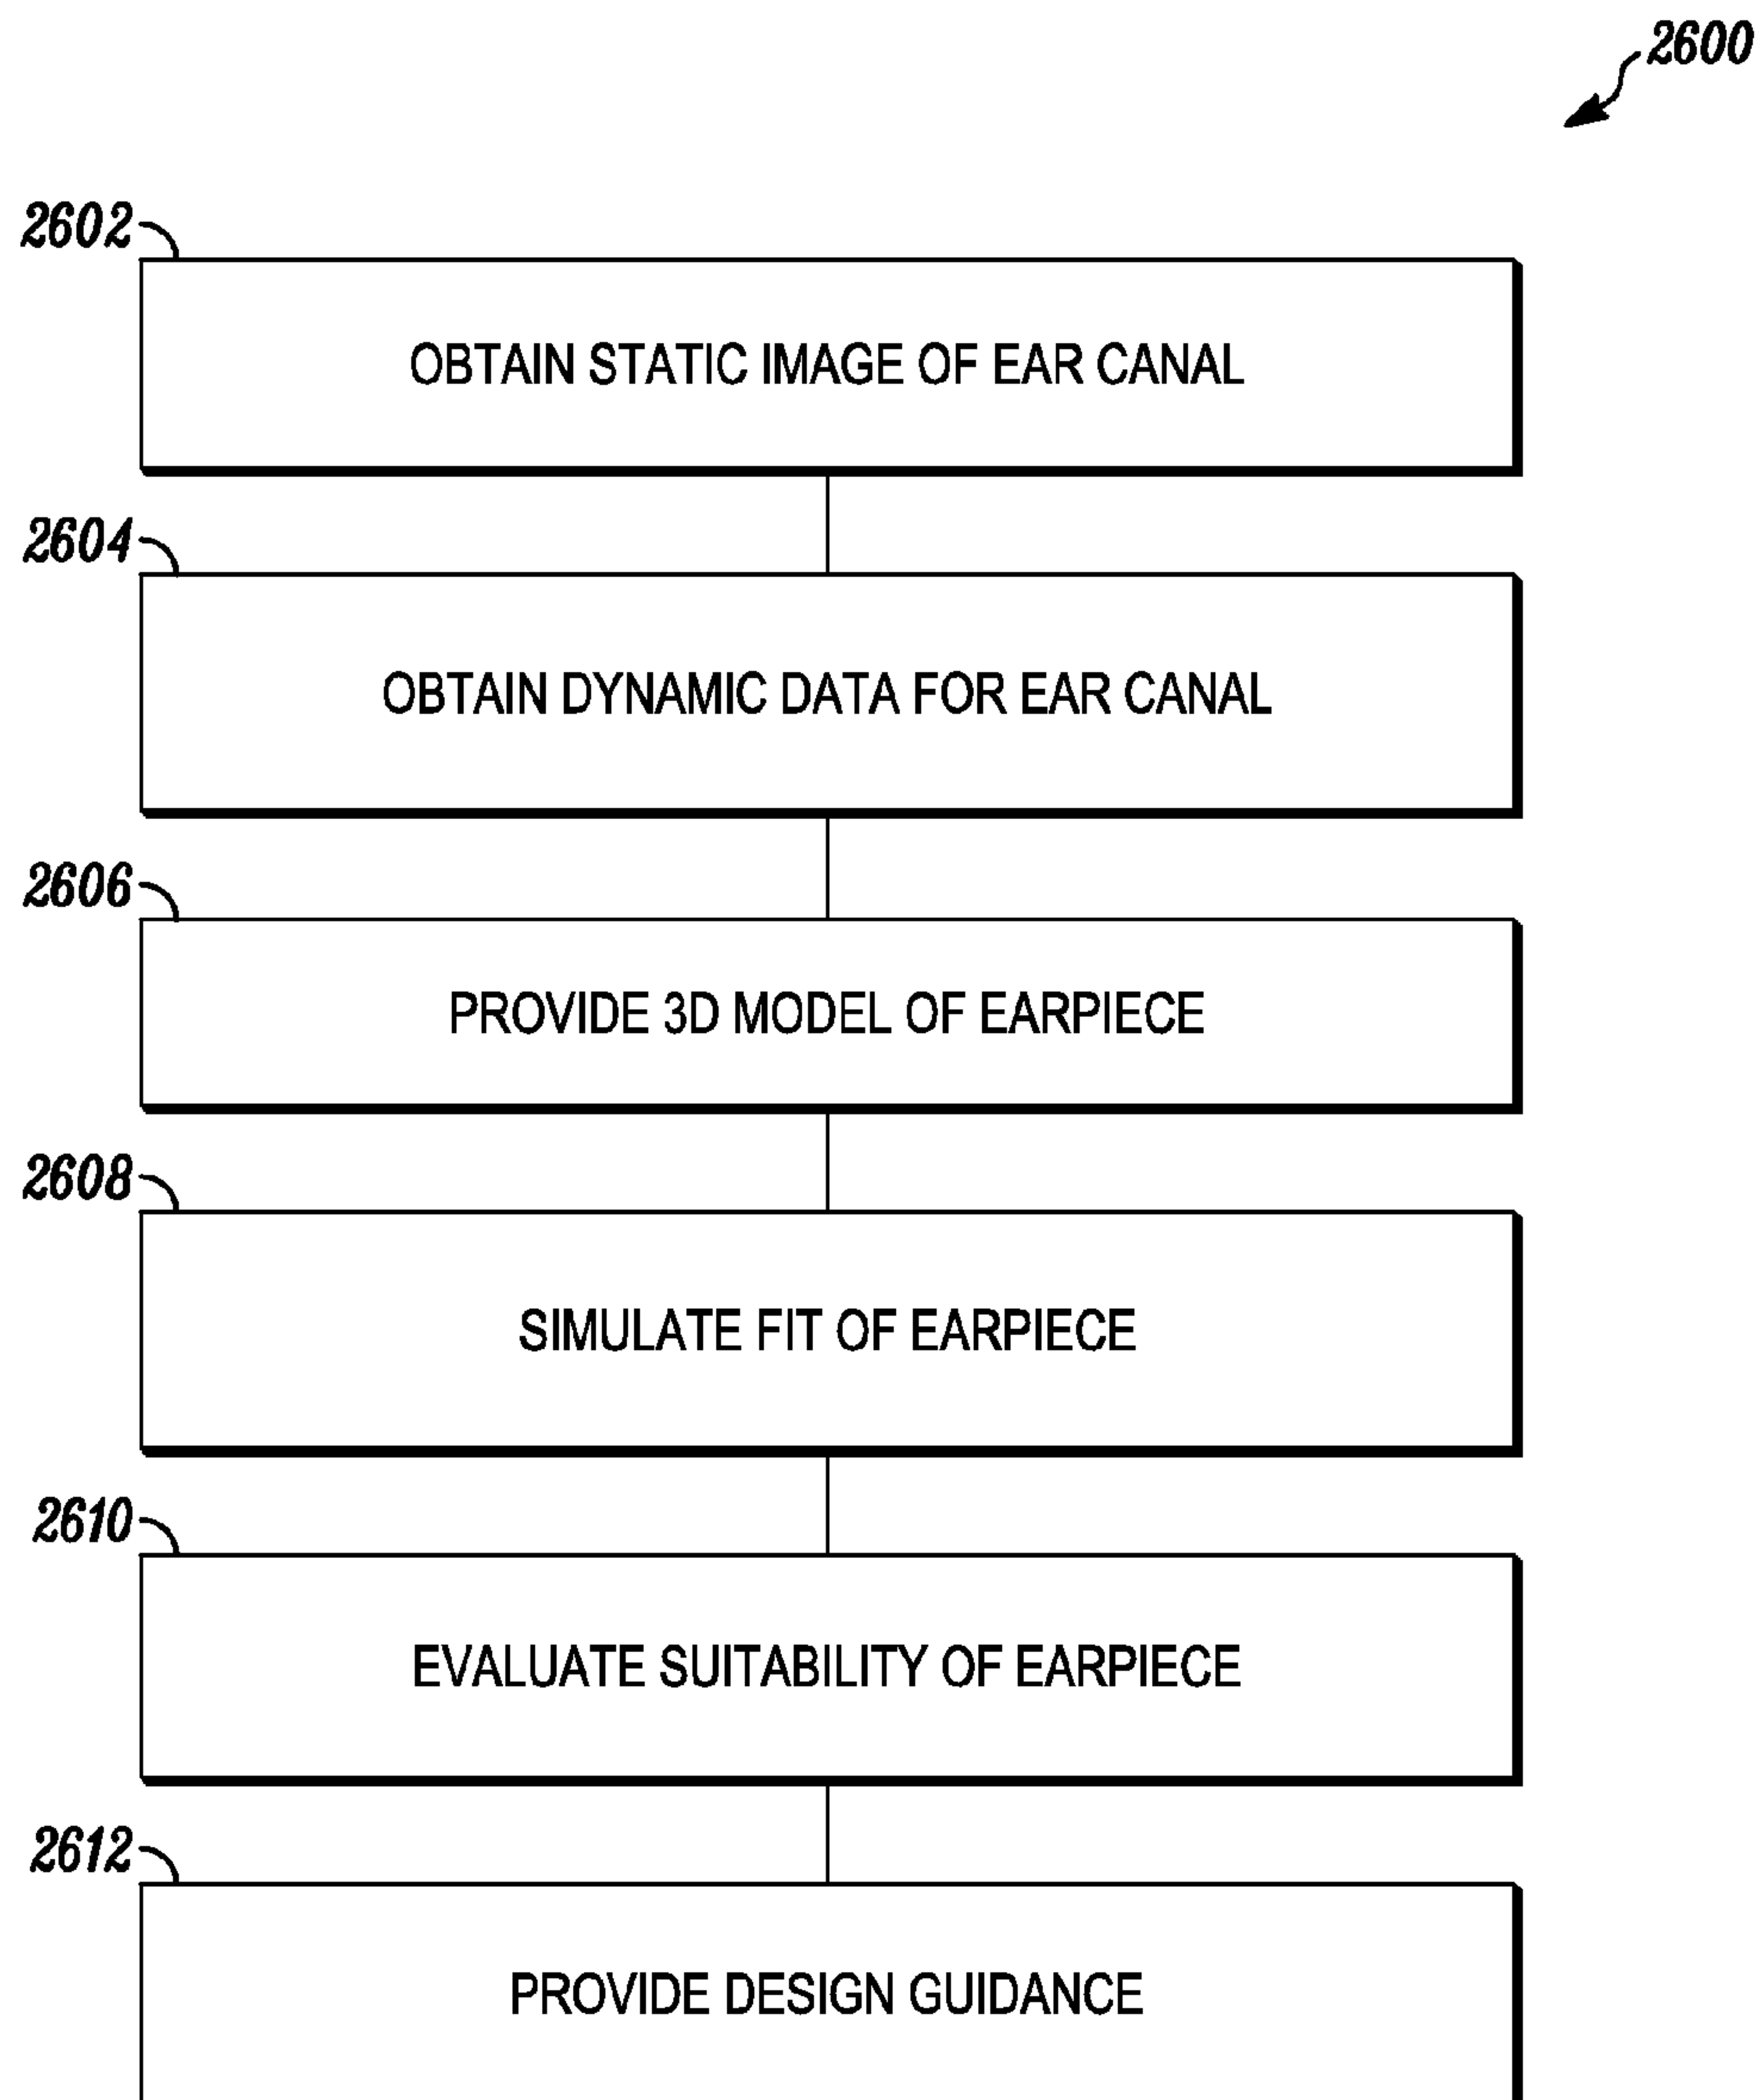 2600
2602
OBTAIN STATIC IMAGE OF EAR CANAL
2604
OBTAIN DYNAMIC DATA FOR EAR CANAL
2606
PROVIDE 3D MODEL OF EARPIECE
2608
SIMULATE FIT OF EARPIECE
2610
EVALUATE SUITABILITY OF EARPIECE
2612
PROVIDE DESIGN GUIDANCE